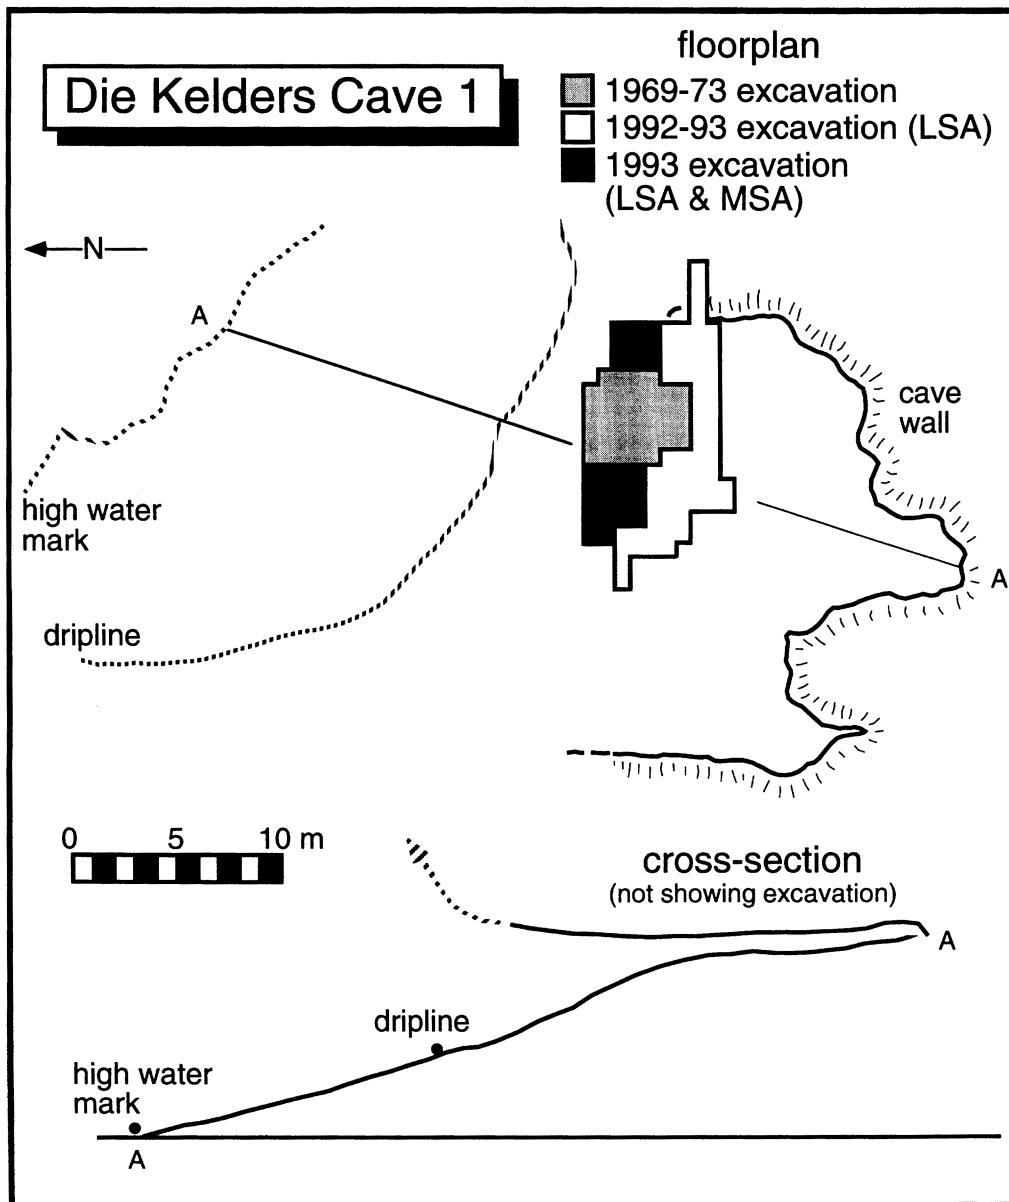 Die Kelders Cave 1
floorplan
1969-73 excavation
1992-93 excavation (LSA)
1993 excavation
(LSA & MSA)
N
A
cave
wall
high water
mark
A
dripline
0 5 10 m
cross-section
(not showing excavation)
A
dripline
high water
mark
A